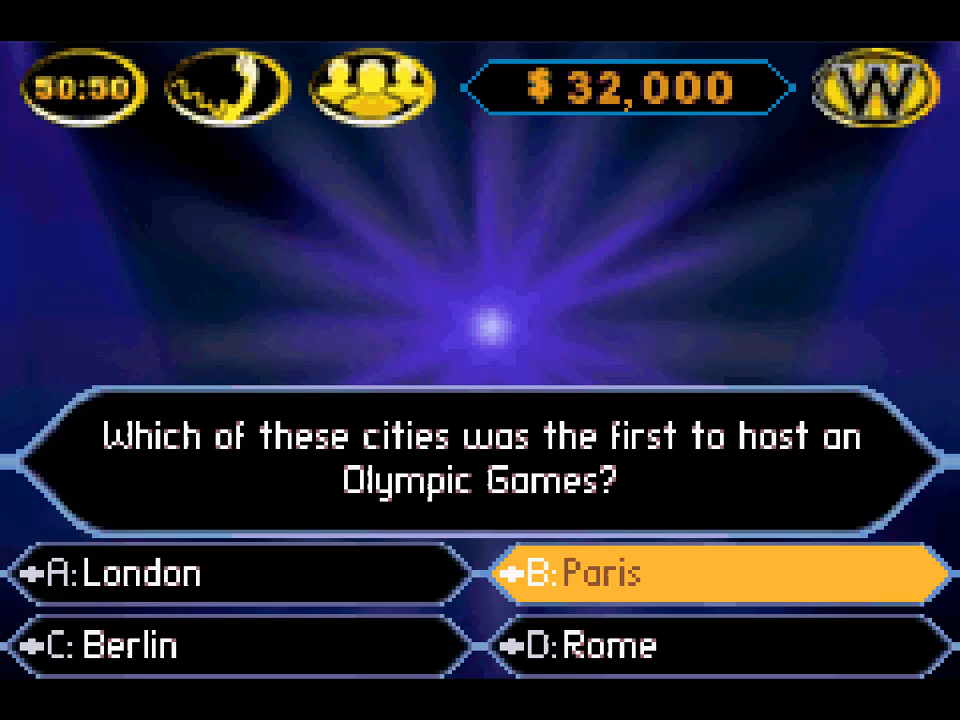 50:50
$ 32,000
W
Which of these cities was the first to host an
Olympic Games?
A: London
B: Paris
C: Berlin
D: Rome